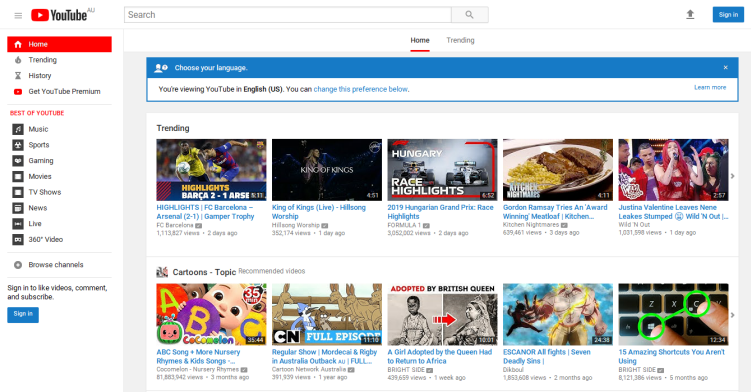 YouTube AU
Search
Sign in
Home
Trending
History
Get YouTube Premium
BEST OF YOUTUBE
Music
Sports
Gaming
Movies
TV Shows
News
Live
360° Video
Browse channels
Sign in to like videos, comment,
and subscribe.
Sign in
Home Trending
Choose your language.
You're viewing YouTube in English (US). You can change this preference below.
Learn more
Trending
HIGHLIGHTS
BARÇA 2 - 1 ARSE
5:11
HIGHLIGHTS | FC Barcelona –
Arsenal (2-1) | Gamper Trophy
FC Barcelona
1,113,827 views • 2 days ago
KING OF KINGS
4:51
King of Kings (Live) - Hillsong
Worship
Hillsong Worship
352,174 views • 1 day ago
HUNGARY
RACE
HIGHLIGHTS
6:52
2019 Hungarian Grand Prix: Race
Highlights
FORMULA 1
3,052,002 views • 2 days ago
KITCHEN
NIGHTMARES
4:11
Gordon Ramsay Tries An 'Award
Winning' Meatloaf | Kitchen...
Kitchen Nightmares
639,461 views • 3 days ago
2:57
Justina Valentine Leaves Nene
Leakes Stumped 😫 Wild 'N Out |...
Wild 'N Out
1,031,598 views • 1 day ago
Cartoons - Topic Recommended videos
35
min
ABC
CoComelon
35:44
ABC Song + More Nursery
Rhymes & Kids Songs -...
Cocomelon - Nursery Rhymes
81,883,942 views • 3 months ago
CN FULL EPISODE
11:10
Regular Show | Mordecai & Rigby
in Australia Outback AU | FULL...
Cartoon Network Australia
391,939 views • 1 year ago
ADOPTED BY BRITISH QUEEN
10:01
A Girl Adopted by the Queen Had
to Return to Africa
BRIGHT SIDE
439,659 views • 1 week ago
24:38
ESCANOR All fights | Seven
Deadly Sins |
Dikboul
1,853,608 views • 2 months ago
Z X C
fn
12:34
15 Amazing Shortcuts You Aren't
Using
BRIGHT SIDE
8,121,386 views • 5 months ago